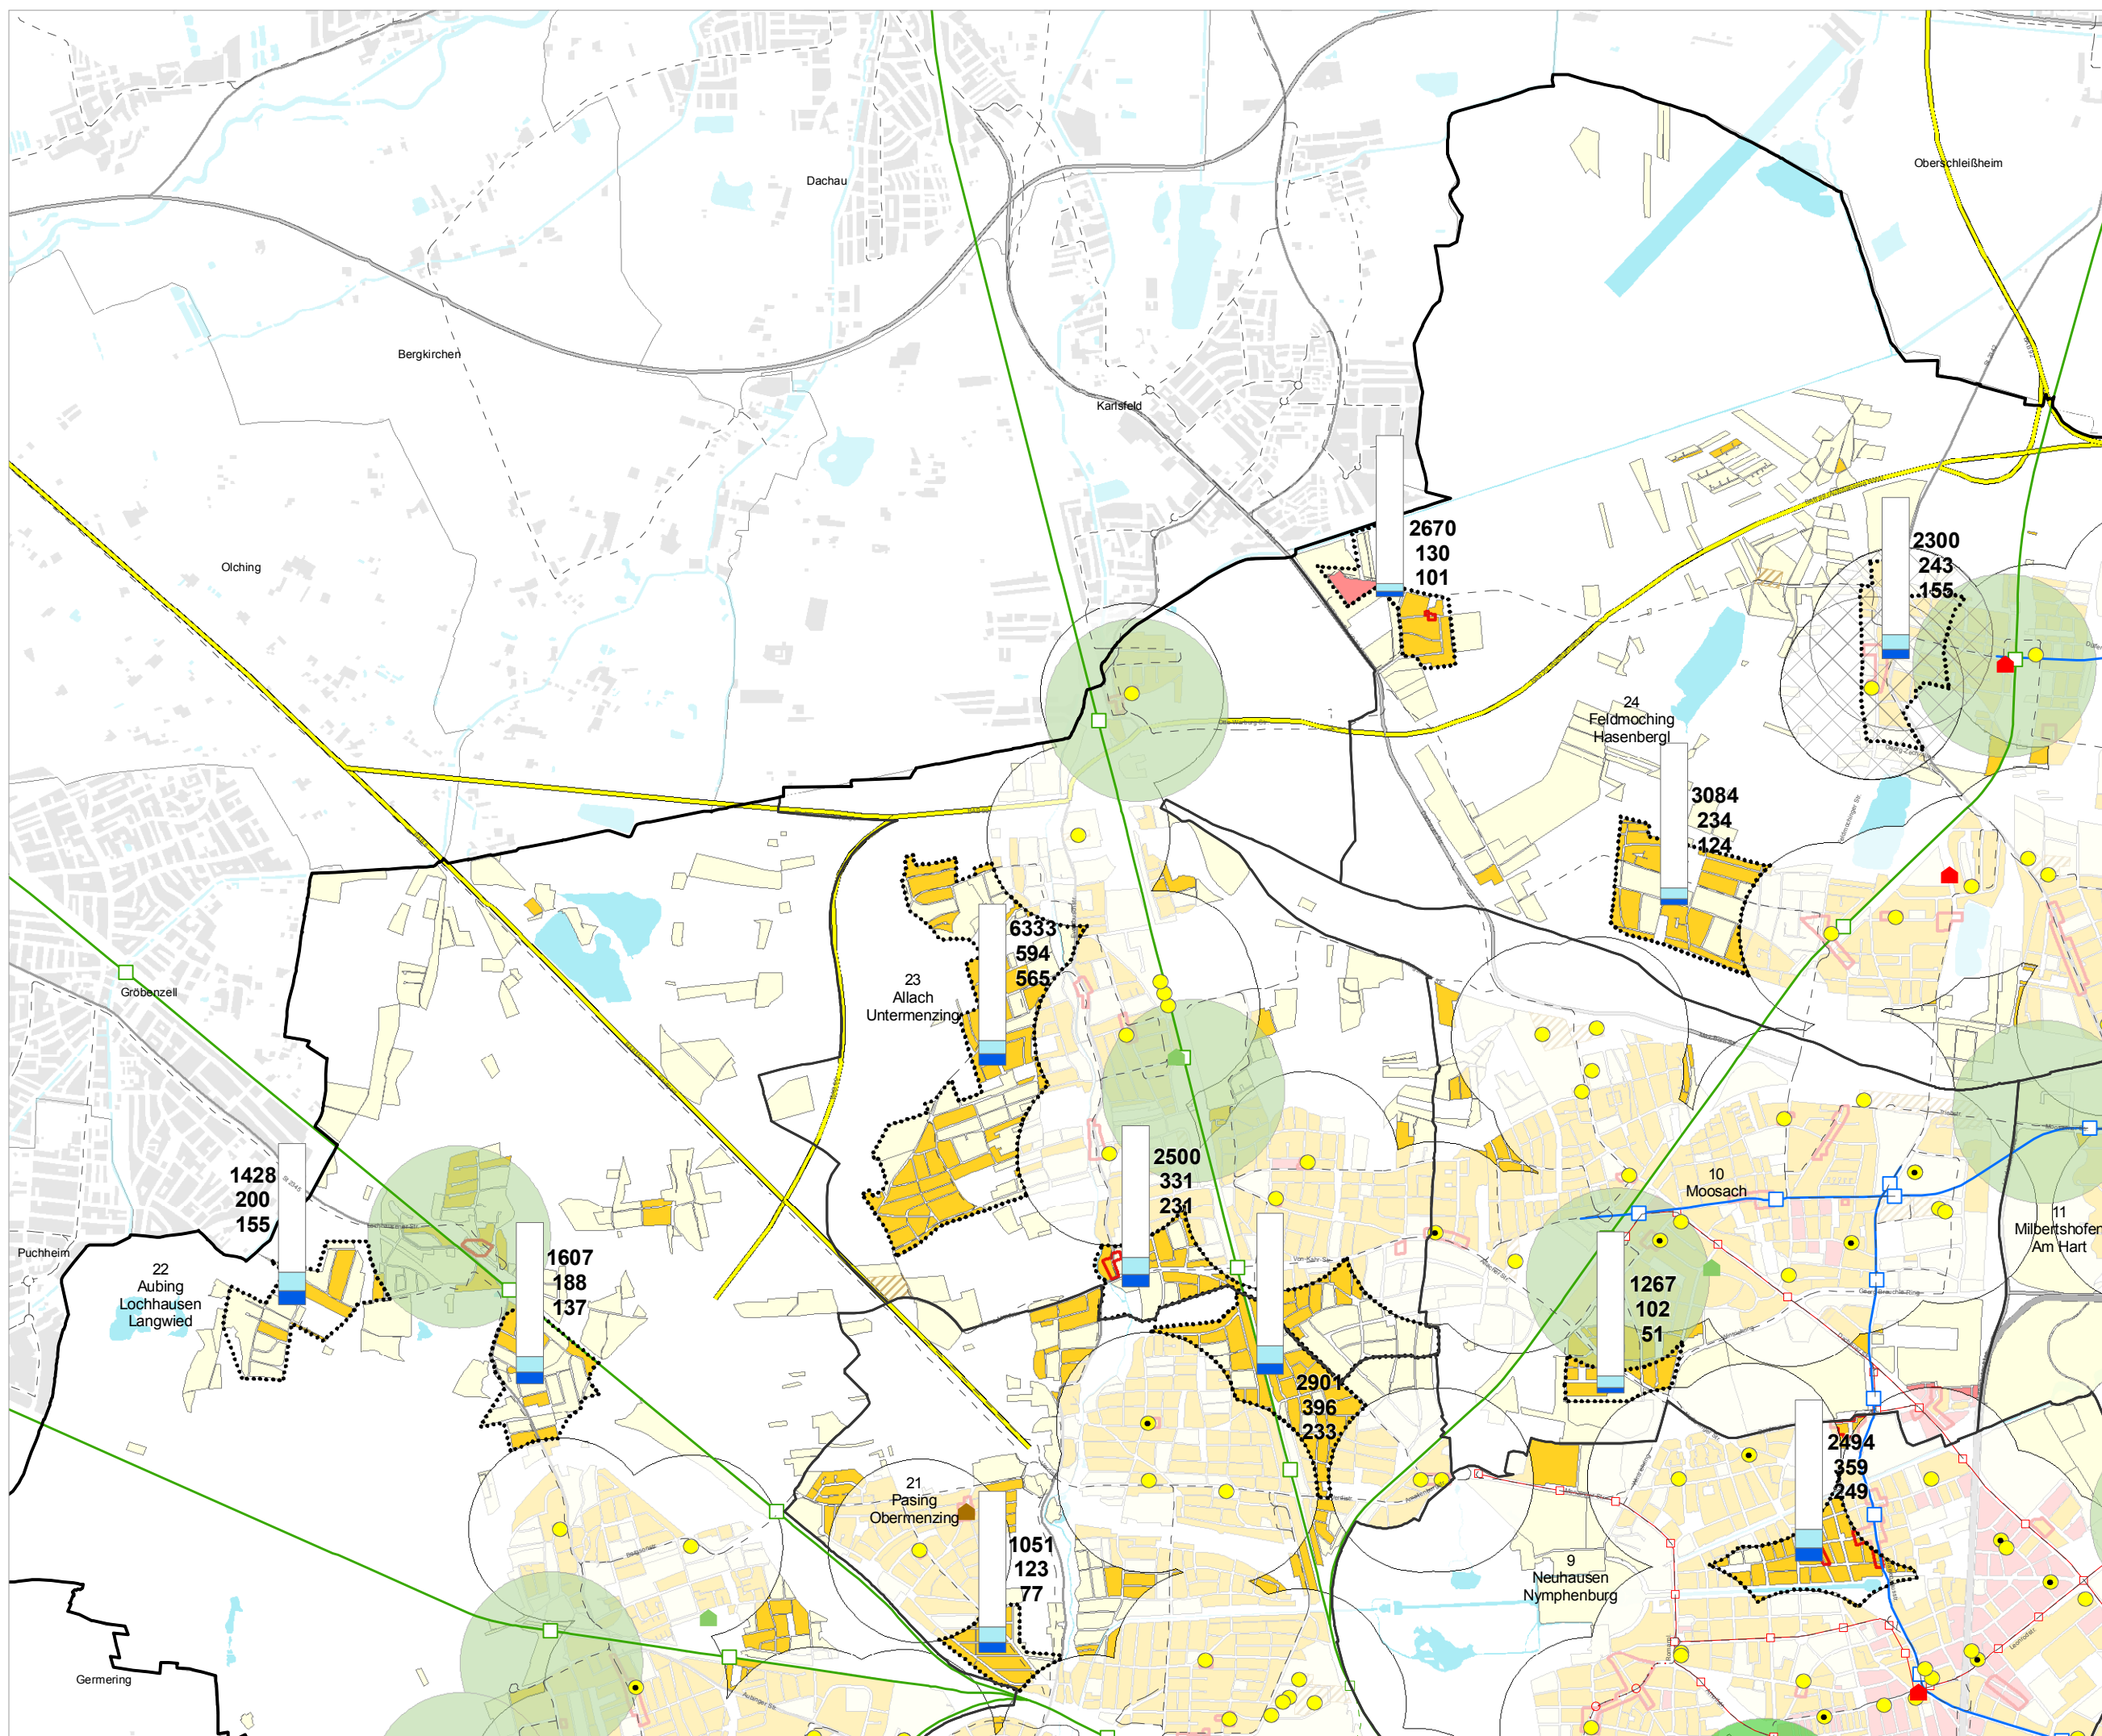 Oberschleißheim
Dachau
Bergkirchen
Karlsfeld
Olching
2670
130
101
2300
243
155
24
Feldmoching
Hasenbergl
3084
234
124
6333
594
565
23
Allach
Untermenzing
Gröbenzell
2500
331
231
1428
200
155
10
Moosach
11
Milbertshofen
Am Hart
Puchheim
22
Aubing
Lochhausen
Langwied
1607
188
137
1267
102
51
2901
396
233
2494
359
249
21
Pasing
Obermenzing
1051
123
77
9
Neuhausen
Nymphenburg
Germering